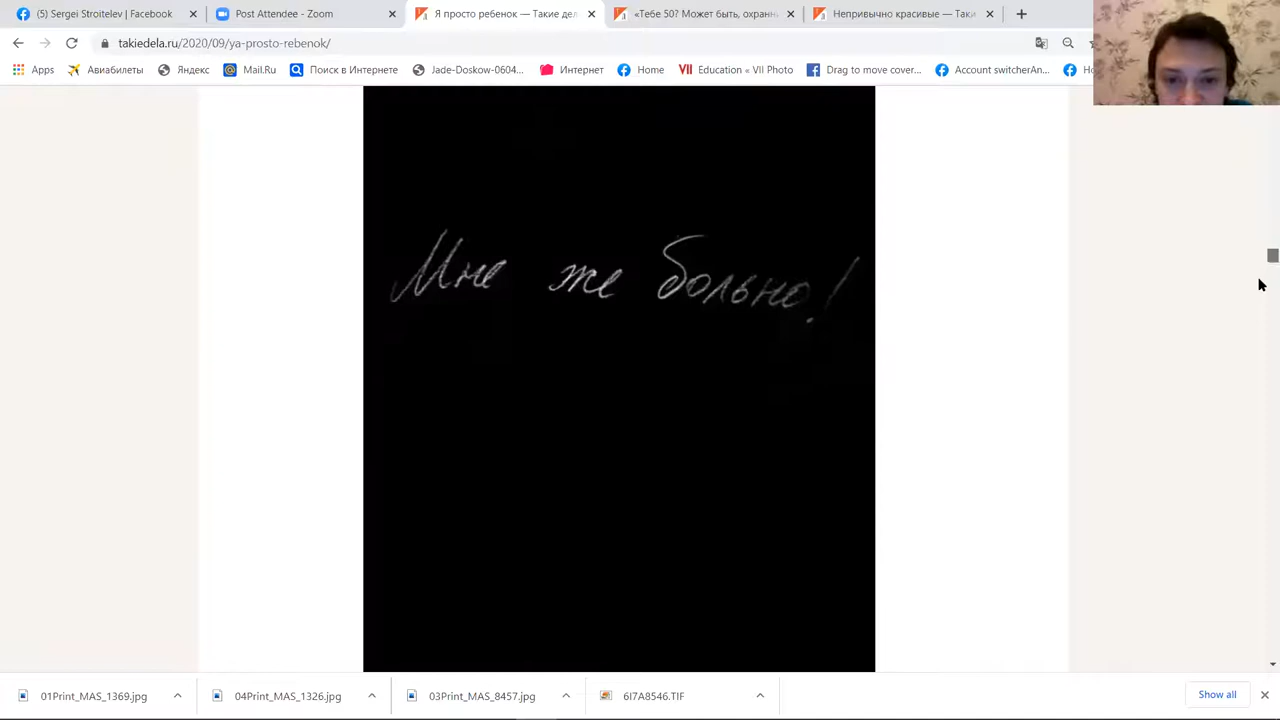 (5) Sergei Stroitelev | Facebook
Post Attendee - Zoom
Я просто ребенок — Такие дел
«Тебе 50? Может быть, охранн
Непривычно красивые — Таки
takiedela.ru/2020/09/ya-prosto-rebenok/
Apps Авиабилеты Яндекс Mail.Ru Поиск в Интернете Jade-Doskow-0604... Интернет Home VII Education « VII Photo Drag to move cover... Account switcherAn...
Мне же больно!
01Print_MAS_1369.jpg 04Print_MAS_1326.jpg 03Print_MAS_8457.jpg 6I7A8546.TIF Show all